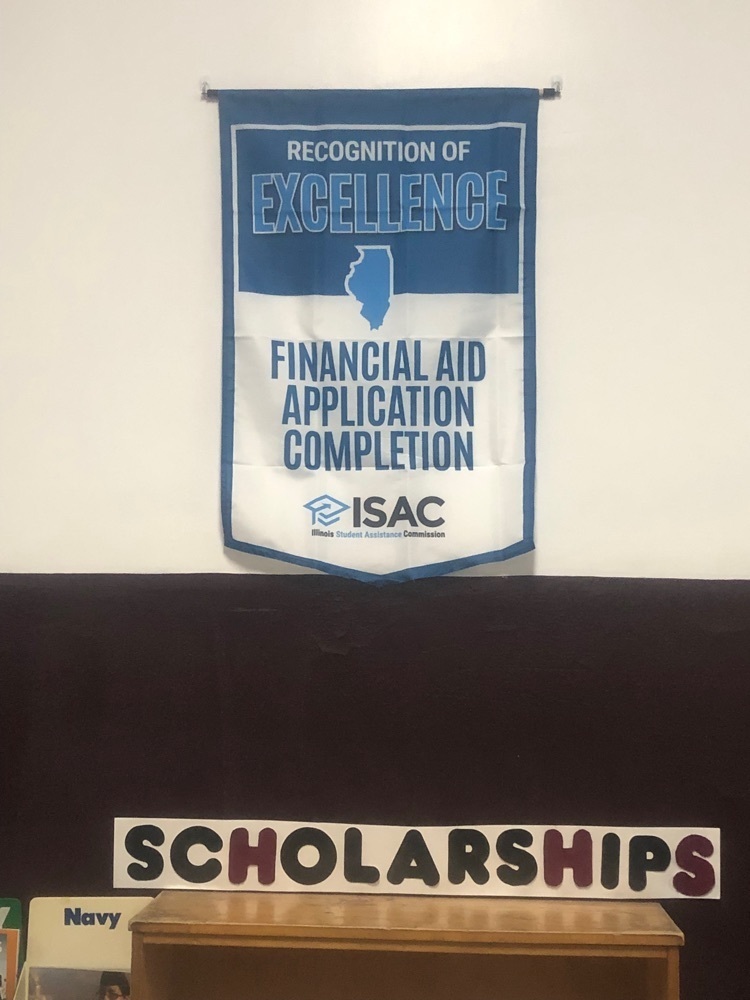 RECOGNITION OF
EXCELLENCE
FINANCIAL AID
APPLICATION
COMPLETION
ISAC
Illinois Student Assistance Commission
SCHOLARSHIPS
Navy